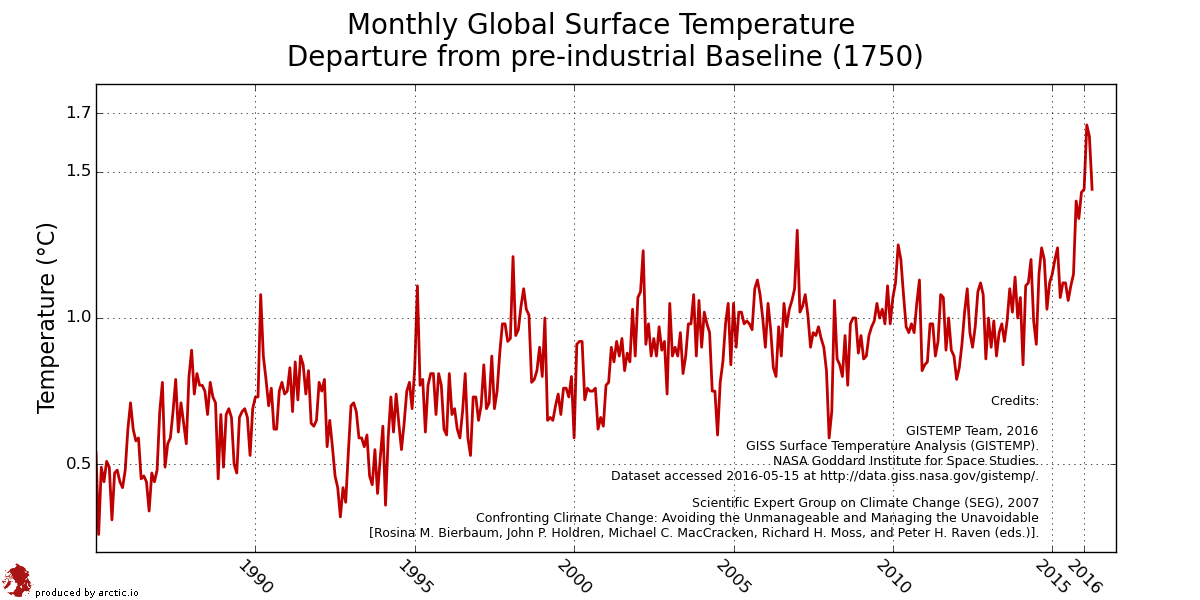 Monthly Global Surface Temperature
Departure from pre-industrial Baseline (1750)
1.7
1.5
1.0
0.5
Temperature (°C)
Credits:
GISTEMP Team, 2016
GISS Surface Temperature Analysis (GISTEMP).
NASA Goddard Institute for Space Studies.
Dataset accessed 2016-05-15 at http://data.giss.nasa.gov/gistemp/.
Scientific Expert Group on Climate Change (SEG), 2007
Confronting Climate Change: Avoiding the Unmanageable and Managing the Unavoidable
[Rosina M. Bierbaum, John P. Holdren, Michael C. MacCracken, Richard H. Moss, and Peter H. Raven (eds.)].
1990
1995
2000
2005
2010
2015
2016
produced by arctic.io